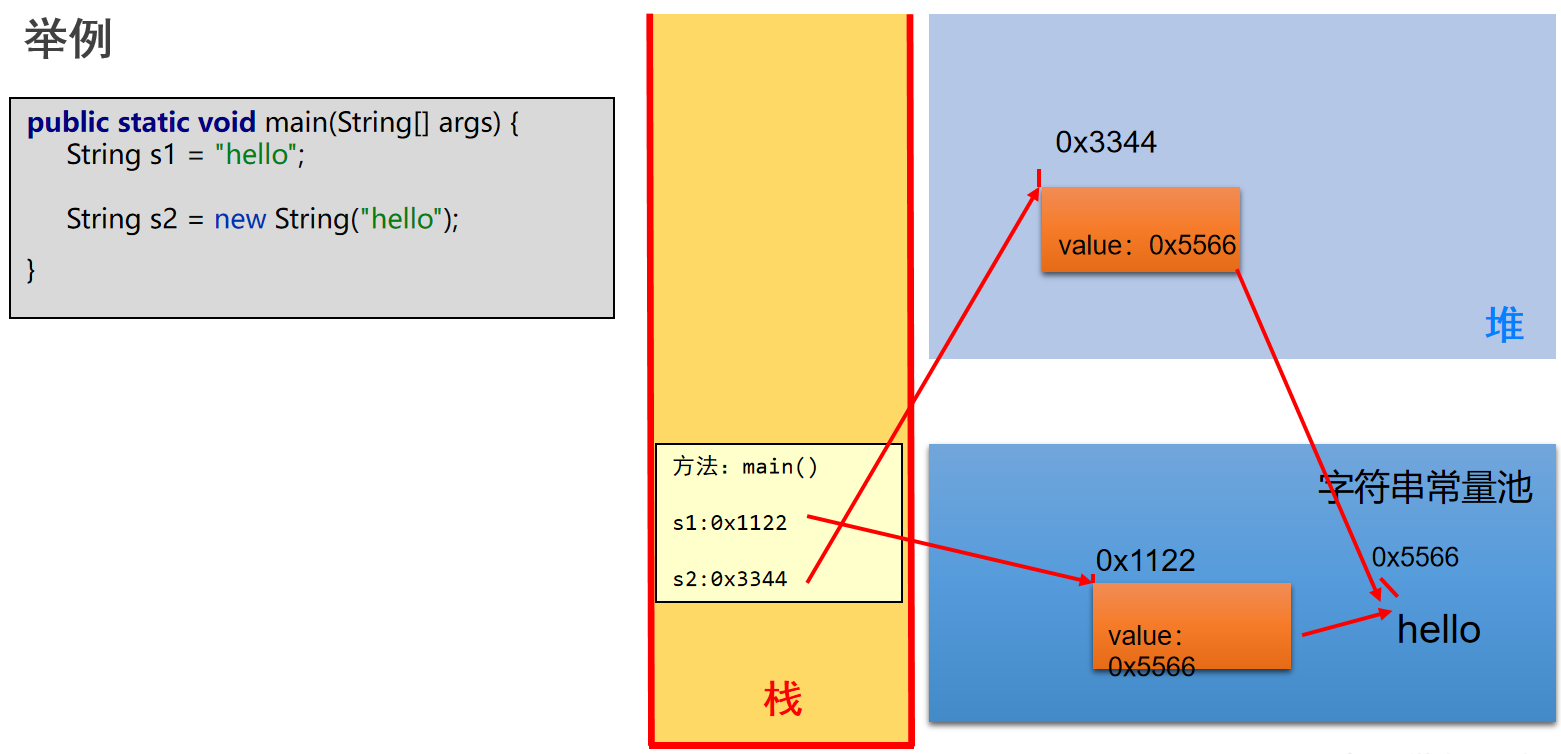 举例
public static void main(String[] args) {
String s1 = "hello";
String s2 = new String("hello");
}
方法：main()
s1:0x1122
s2:0x3344
栈
0x3344
value：0x5566
堆
字符串常量池
0x5566
0x1122
value：
0x5566
hello